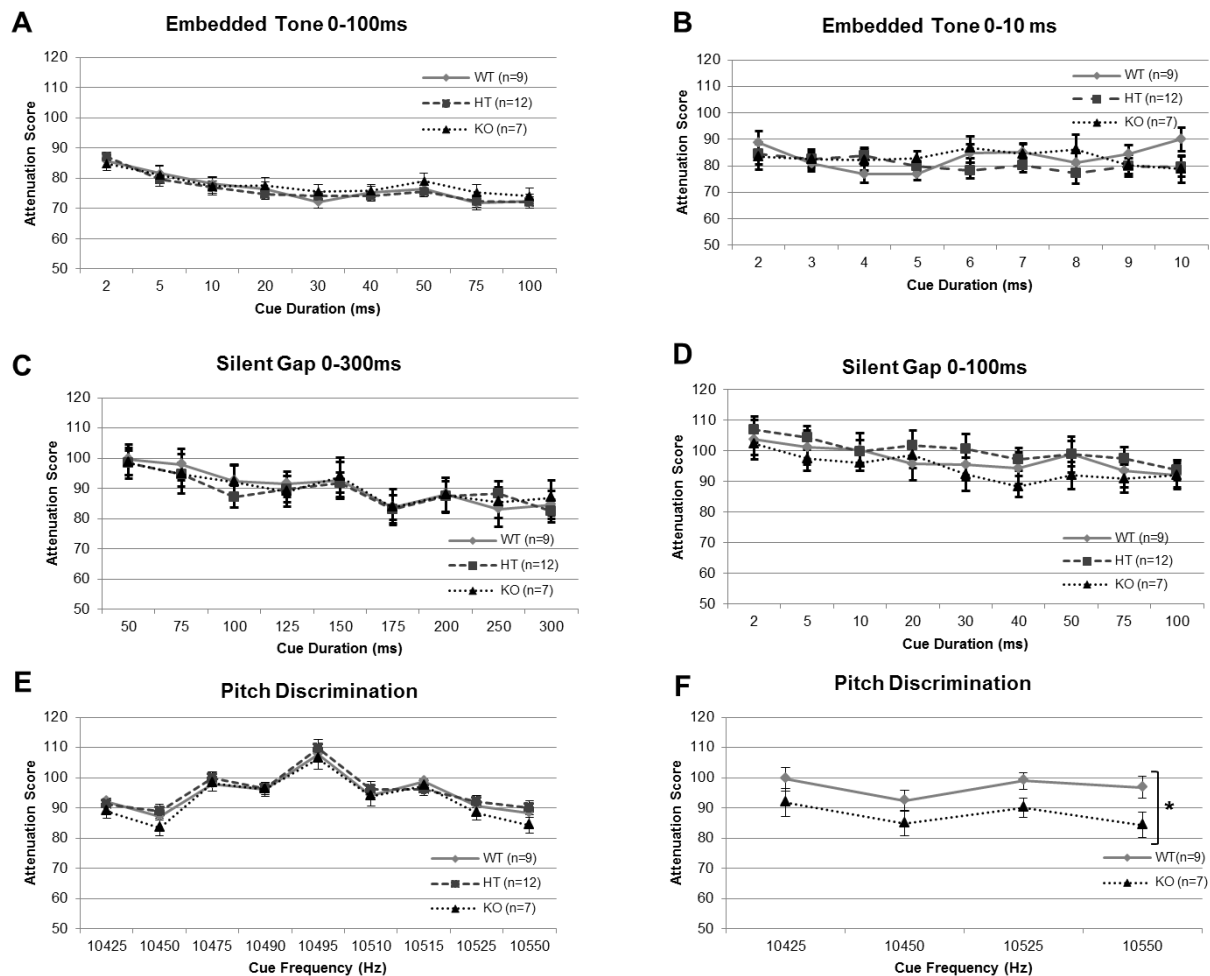 A
Embedded Tone 0-100ms
120
110
100
90
80
70
60
50
Attenuation Score
WT (n=9)
HT (n=12)
KO (n=7)
2 5 10 20 30 40 50 75 100
Cue Duration (ms)
B
Embedded Tone 0-10 ms
120
110
100
90
80
70
60
50
Attenuation Score
WT (n=9)
HT (n=12)
KO (n=7)
2 3 4 5 6 7 8 9 10
Cue Duration (ms)
C
Silent Gap 0-300ms
120
110
100
90
80
70
60
50
Attenuation Score
WT (n=9)
HT (n=12)
KO (n=7)
50 75 100 125 150 175 200 250 300
Cue Duration (ms)
D
Silent Gap 0-100ms
120
110
100
90
80
70
60
50
Attenuation Score
WT (n=9)
HT (n=12)
KO (n=7)
2 5 10 20 30 40 50 75 100
Cue Duration (ms)
E
Pitch Discrimination
120
110
100
90
80
70
60
50
Attenuation Score
WT (n=9)
HT (n=12)
KO (n=7)
10425 10450 10475 10490 10495 10510 10515 10525 10550
Cue Frequency (Hz)
F
Pitch Discrimination
120
110
100
90
80
70
60
50
Attenuation Score
*
WT(n=9)
KO (n=7)
10425 10450 10525 10550
Cue Frequency (Hz)